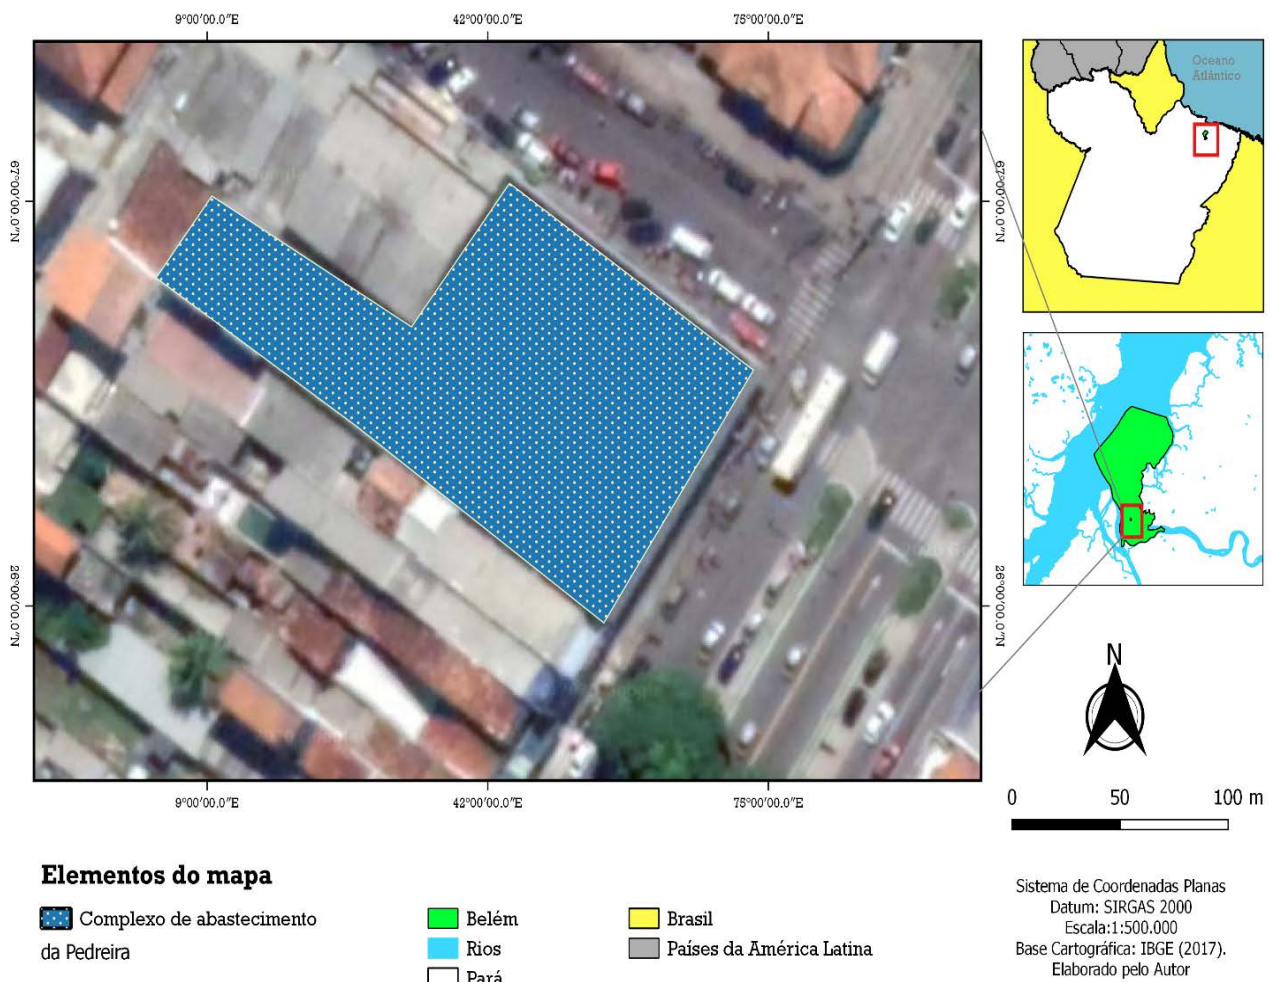 9°00'00.0"E 42°00'00.0"E 75°00'00.0"E
67°00'00.0"N
67°00'00.0"N
26°00'00.0"N
26°00'00.0"N
9°00'00.0"E 42°00'00.0"E 75°00'00.0"E
Oceano
Atlântico
N
0 50 100 m
Elementos do mapa
Complexo de abastecimento
da Pedreira
Belém
Rios
Pará
Brasil
Países da América Latina
Sistema de Coordenadas Planas
Datum: SIRGAS 2000
Escala:1:500.000
Base Cartográfica: IBGE (2017).
Elaborado pelo Autor